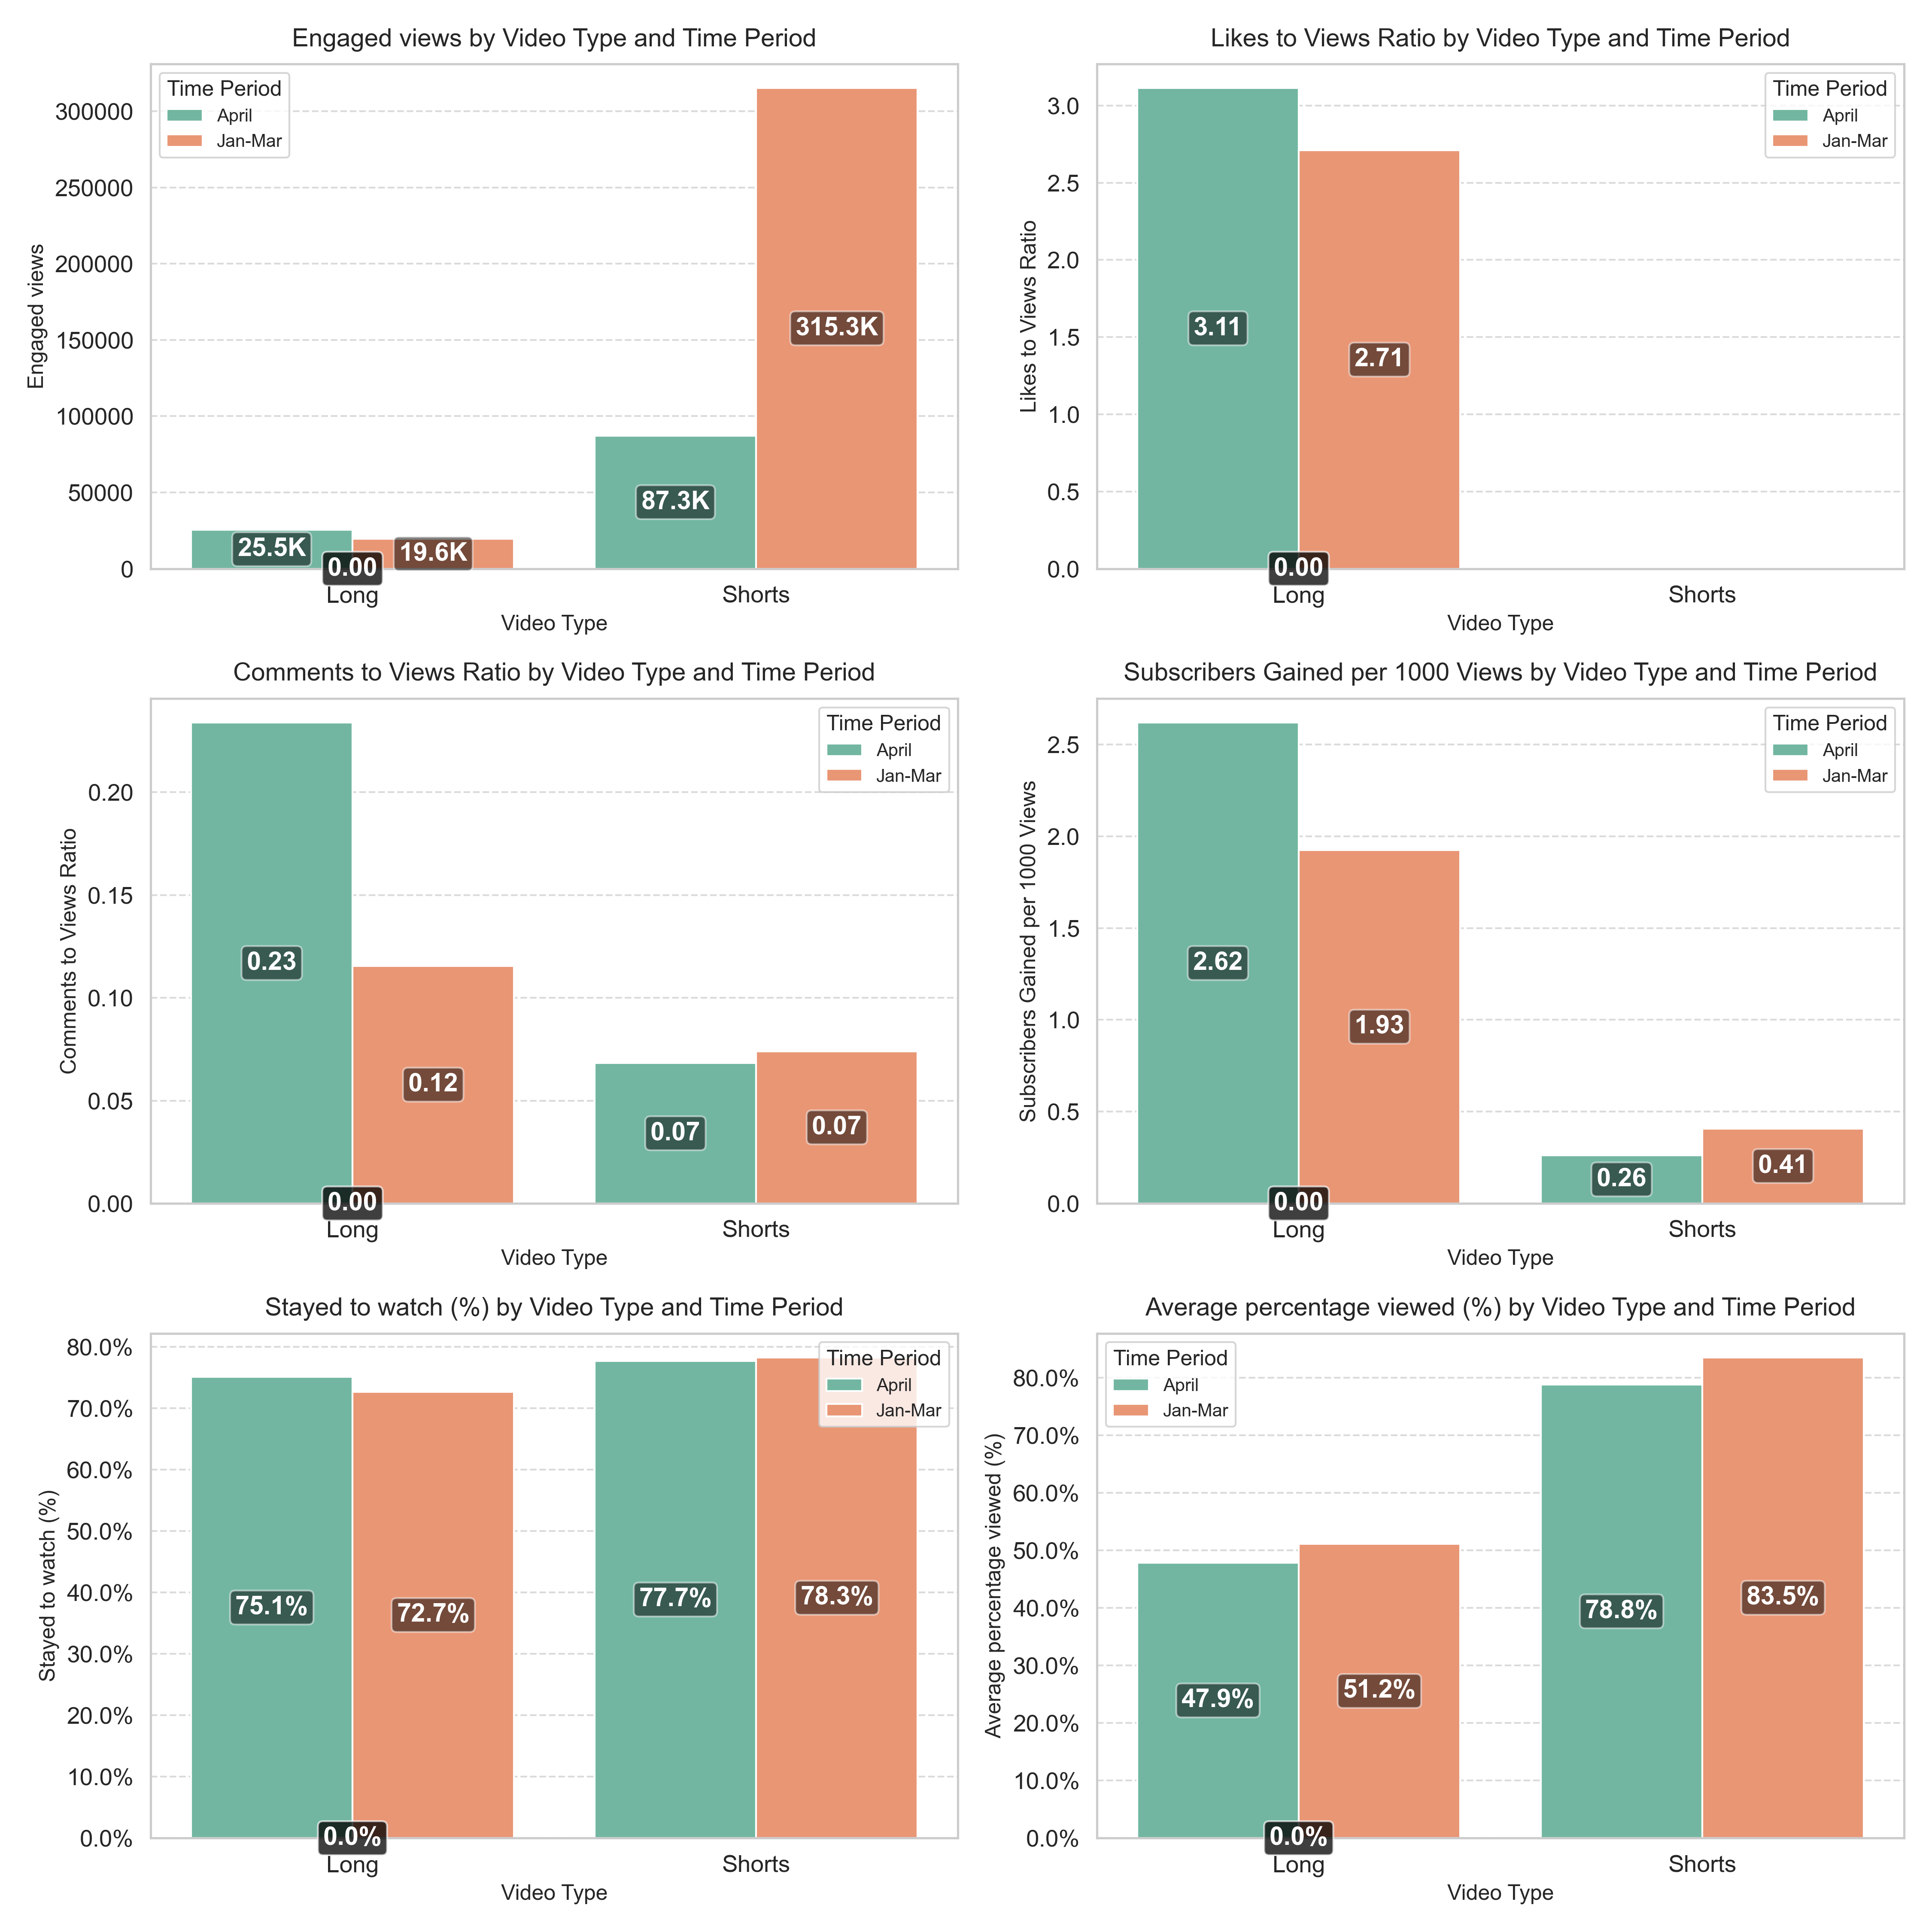 Engaged views by Video Type and Time Period
Time Period
April
Jan-Mar
Engaged views
300000
250000
200000
150000
100000
50000
0
25.5K
19.6K
0.00
87.3K
315.3K
Long
Shorts
Video Type
Likes to Views Ratio by Video Type and Time Period
Time Period
April
Jan-Mar
Likes to Views Ratio
3.0
2.5
2.0
1.5
1.0
0.5
0.0
3.11
2.71
0.00
Long
Shorts
Video Type
Comments to Views Ratio by Video Type and Time Period
Time Period
April
Jan-Mar
Comments to Views Ratio
0.20
0.15
0.10
0.05
0.00
0.23
0.12
0.00
0.07
0.07
Long
Shorts
Video Type
Subscribers Gained per 1000 Views by Video Type and Time Period
Time Period
April
Jan-Mar
Subscribers Gained per 1000 Views
2.5
2.0
1.5
1.0
0.5
0.0
2.62
1.93
0.00
0.26
0.41
Long
Shorts
Video Type
Stayed to watch (%) by Video Type and Time Period
Time Period
April
Jan-Mar
Stayed to watch (%)
80.0%
70.0%
60.0%
50.0%
40.0%
30.0%
20.0%
10.0%
0.0%
75.1%
72.7%
0.0%
77.7%
78.3%
Long
Shorts
Video Type
Average percentage viewed (%) by Video Type and Time Period
Time Period
April
Jan-Mar
Average percentage viewed (%)
80.0%
70.0%
60.0%
50.0%
40.0%
30.0%
20.0%
10.0%
0.0%
47.9%
51.2%
0.0%
78.8%
83.5%
Long
Shorts
Video Type